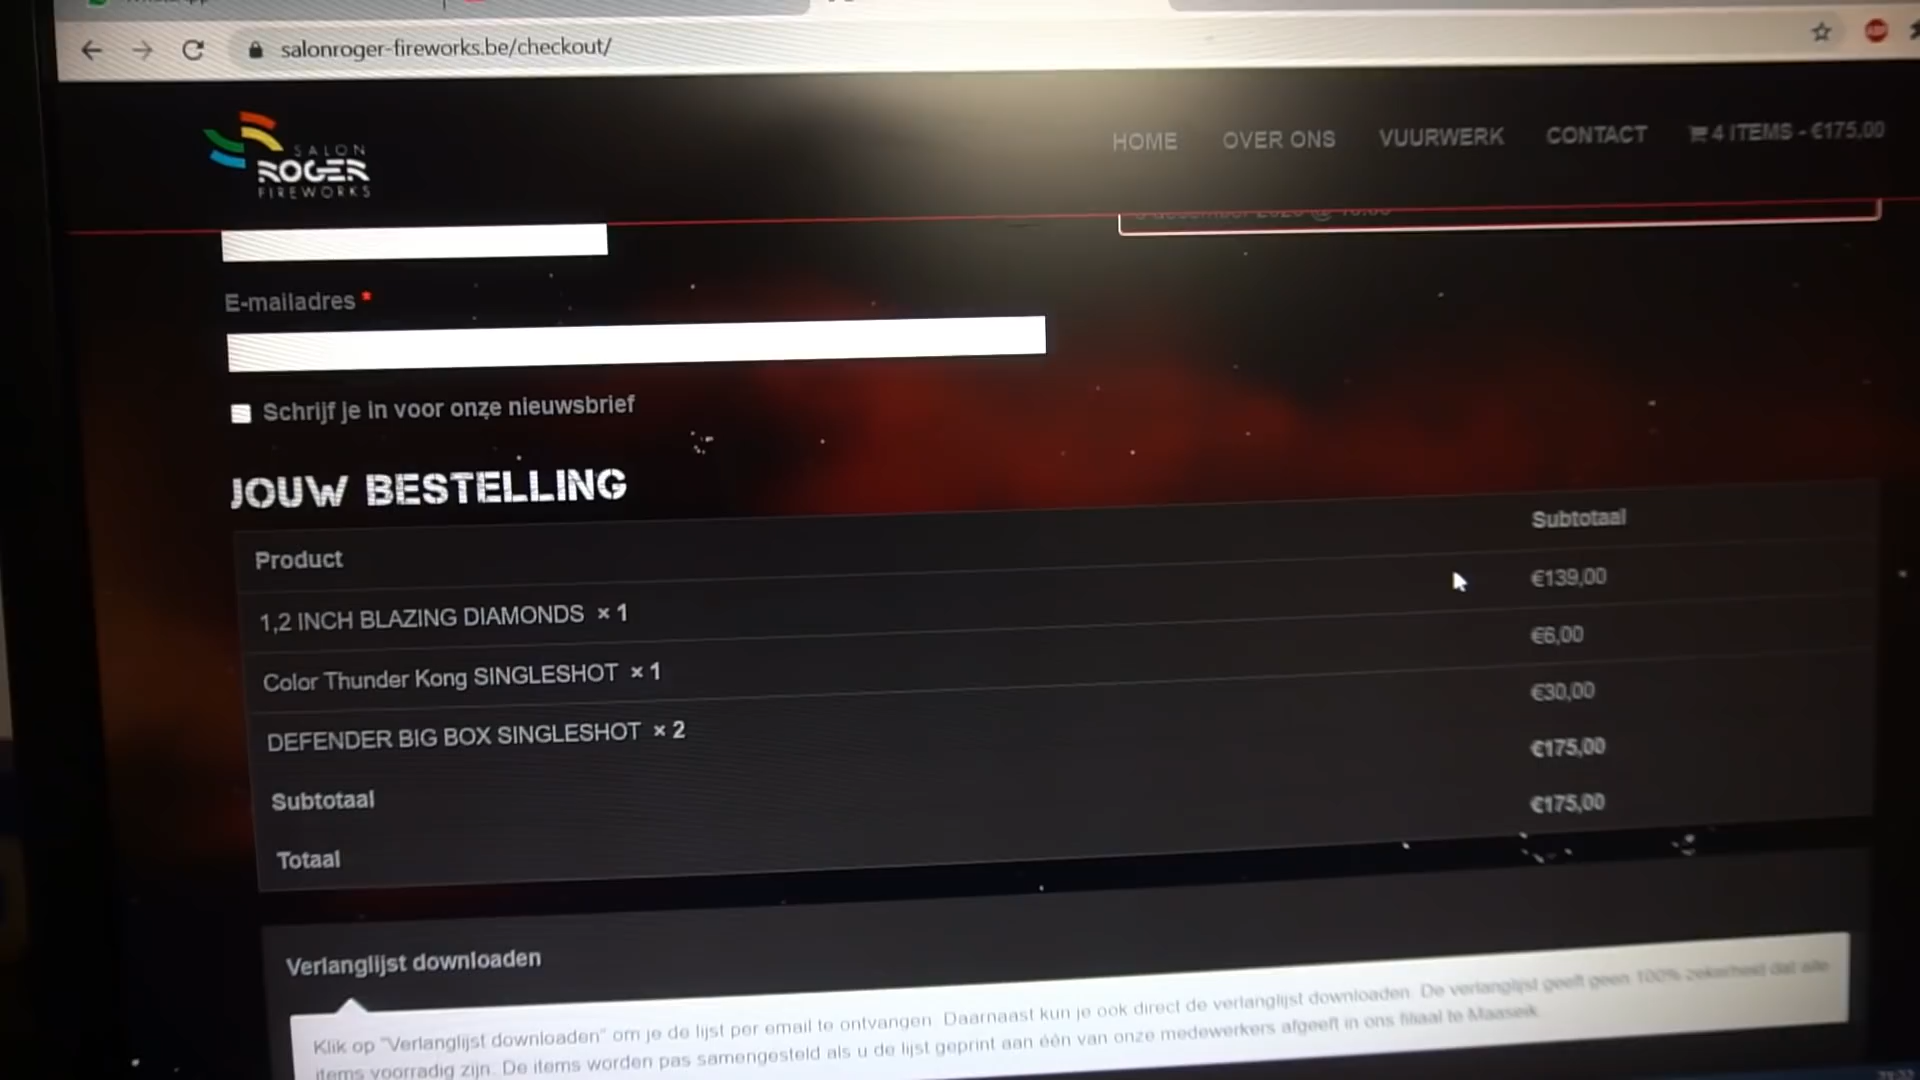 salonroger-fireworks.be/checkout/
SALON
ROGER
FIREWORKS
HOME
OVER ONS
VUURWERK
CONTACT
4 ITEMS - €175.00
E-mailadres *
Schrijf je in voor onze nieuwsbrief
JOUW BESTELLING
Product
Subtotaal
1,2 INCH BLAZING DIAMONDS × 1
€139,00
Color Thunder Kong SINGLESHOT × 1
€6,00
DEFENDER BIG BOX SINGLESHOT × 2
€30,00
Subtotaal
€175,00
Totaal
€175,00
Verlanglijst downloaden
Klik op "Verlanglijst downloaden" om je de lijst per email te ontvangen. Daarnaast kun je ook direct de verlanglijst downloaden. De verlanglijst geeft geen 100% zekerheid dat alle
items voorradig zijn. De items worden pas samengesteld als u de lijst geprint aan één van onze medewerkers afgeeft in ons filiaal te Maaseik.